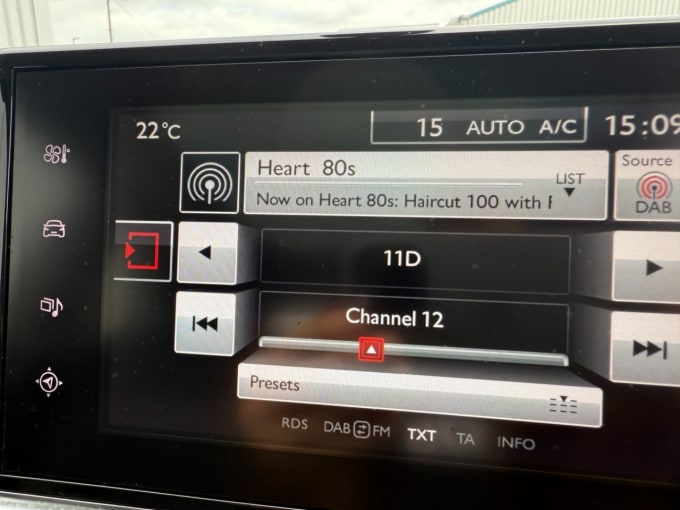 22°C
15 AUTO A/C
15:09
Heart 80s
LIST
Now on Heart 80s: Haircut 100 with F
Source
DAB
11D
Channel 12
Presets
RDS DAB FM TXT TA INFO